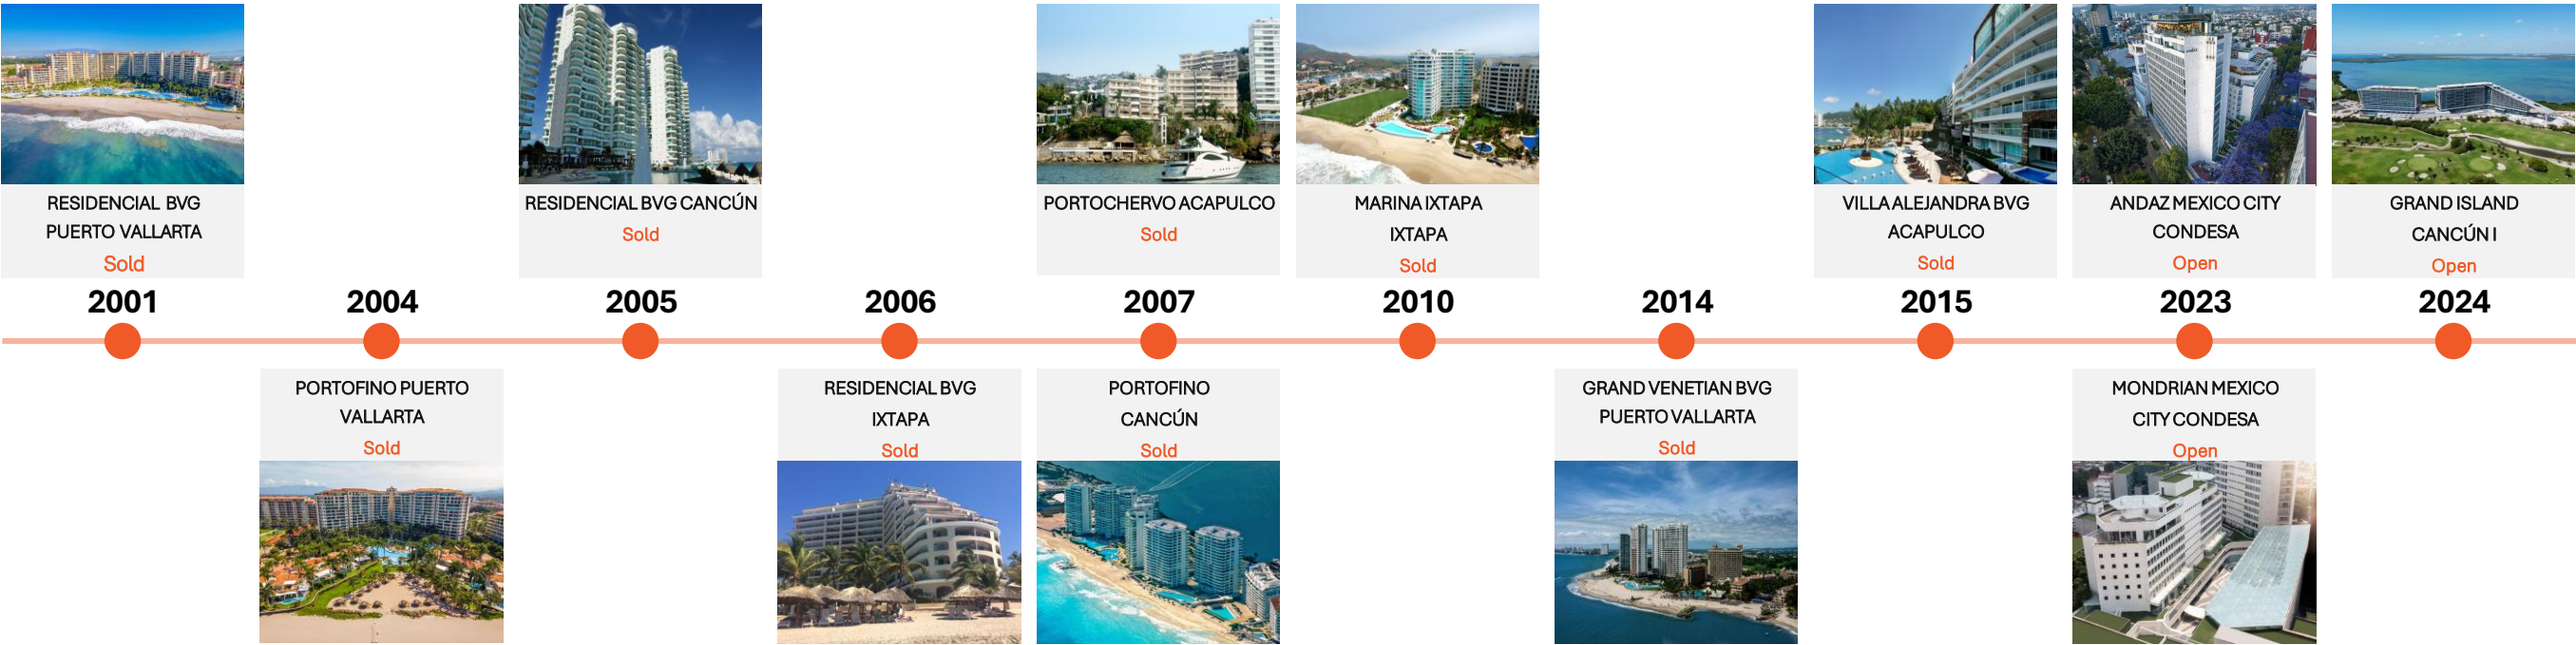 RESIDENCIAL BVG
PUERTO VALLARTA
Sold
2001
PORTOFINO PUERTO
VALLARTA
Sold
2004
RESIDENCIAL BVG CANCÚN
Sold
2005
RESIDENCIAL BVG
IXTAPA
Sold
2006
PORTOCHERVO ACAPULCO
Sold
2007
PORTOFINO
CANCÚN
Sold
MARINA IXTAPA
IXTAPA
Sold
2010
GRAND VENETIAN BVG
PUERTO VALLARTA
Sold
2014
VILLA ALEJANDRA BVG
ACAPULCO
Sold
2015
ANDAZ MEXICO CITY
CONDESA
Open
2023
MONDRIAN MEXICO
CITY CONDESA
Open
GRAND ISLAND
CANCÚN I
Open
2024